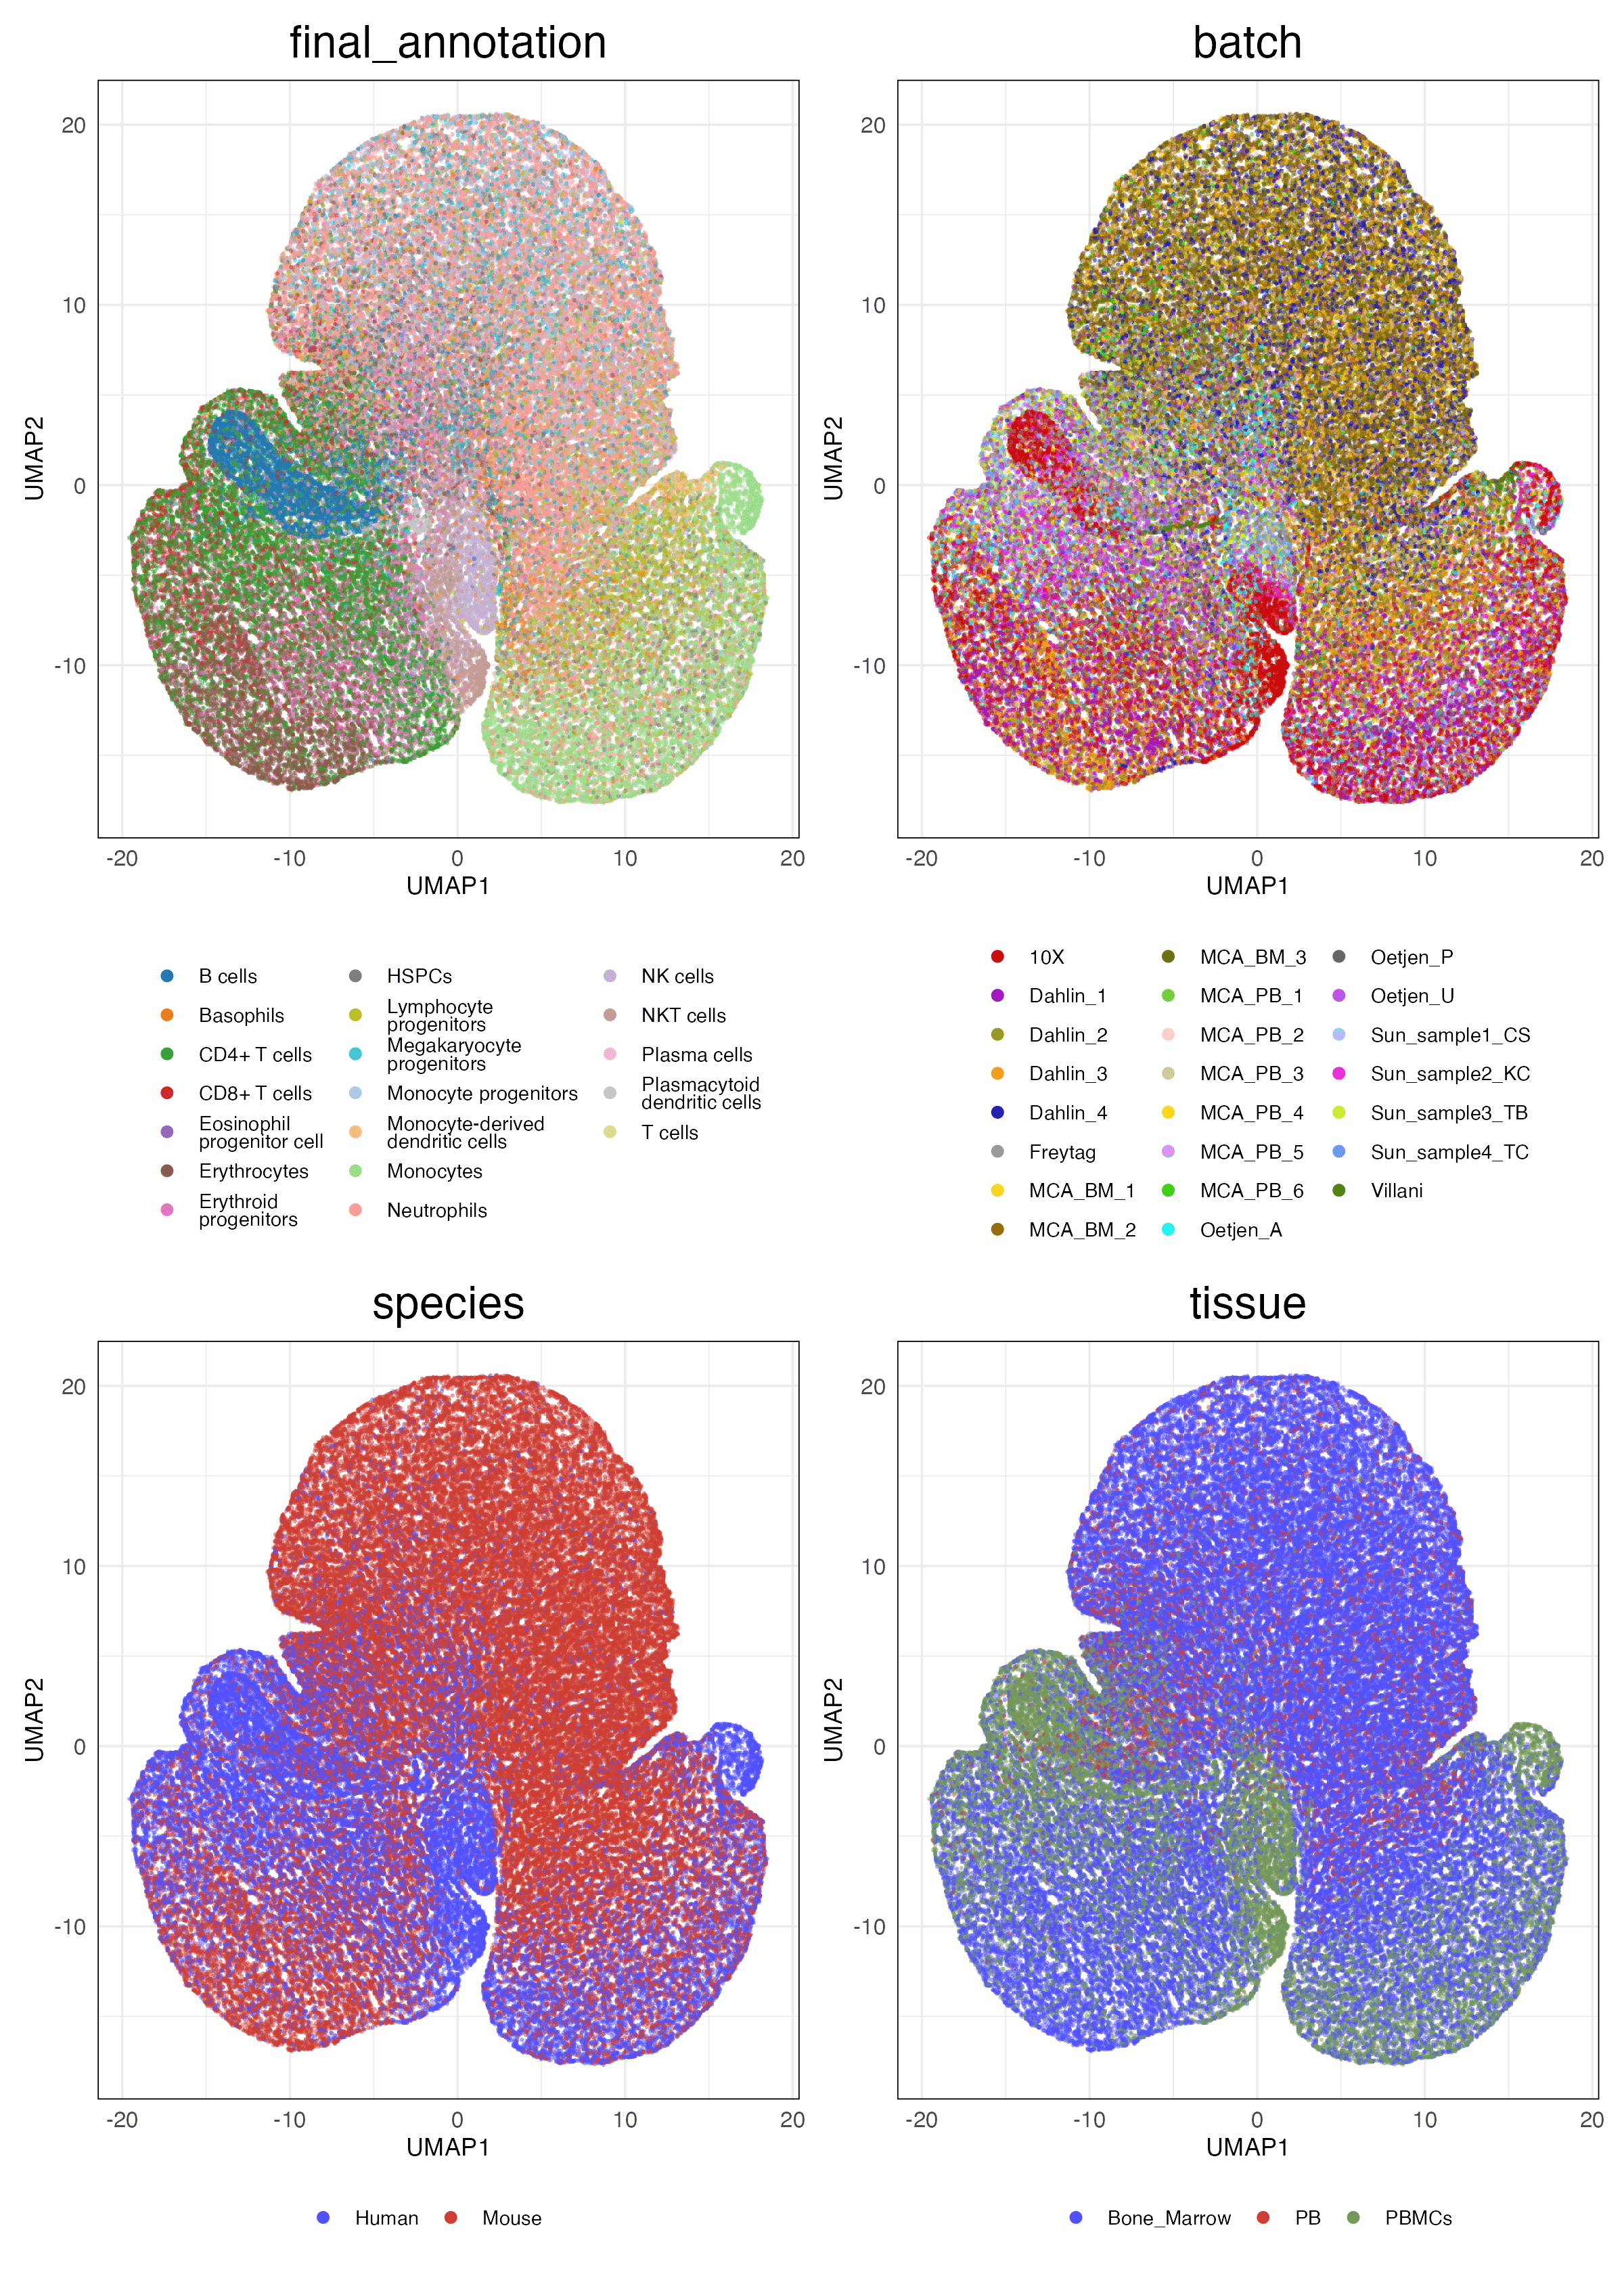 final_annotation
batch
20
10
0
-10
UMAP2
-20
-10
0
10
20
UMAP1
20
10
0
-10
UMAP2
-20
-10
0
10
20
UMAP1
B cells
Basophils
CD4+ T cells
CD8+ T cells
Eosinophil
progenitor cell
Erythrocytes
Erythroid
progenitors
HSPCs
Lymphocyte
progenitors
Megakaryocyte
progenitors
Monocyte progenitors
Monocyte-derived
dendritic cells
Monocytes
Neutrophils
NK cells
NKT cells
Plasma cells
Plasmacytoid
dendritic cells
T cells
10X
Dahlin_1
Dahlin_2
Dahlin_3
Dahlin_4
Freytag
MCA_BM_1
MCA_BM_2
MCA_BM_3
MCA_PB_1
MCA_PB_2
MCA_PB_3
MCA_PB_4
MCA_PB_5
MCA_PB_6
Oetjen_A
Oetjen_P
Oetjen_U
Sun_sample1_CS
Sun_sample2_KC
Sun_sample3_TB
Sun_sample4_TC
Villani
species
tissue
20
10
0
-10
UMAP2
-20
-10
0
10
20
UMAP1
20
10
0
-10
UMAP2
-20
-10
0
10
20
UMAP1
Human
Mouse
Bone_Marrow
PB
PBMCs